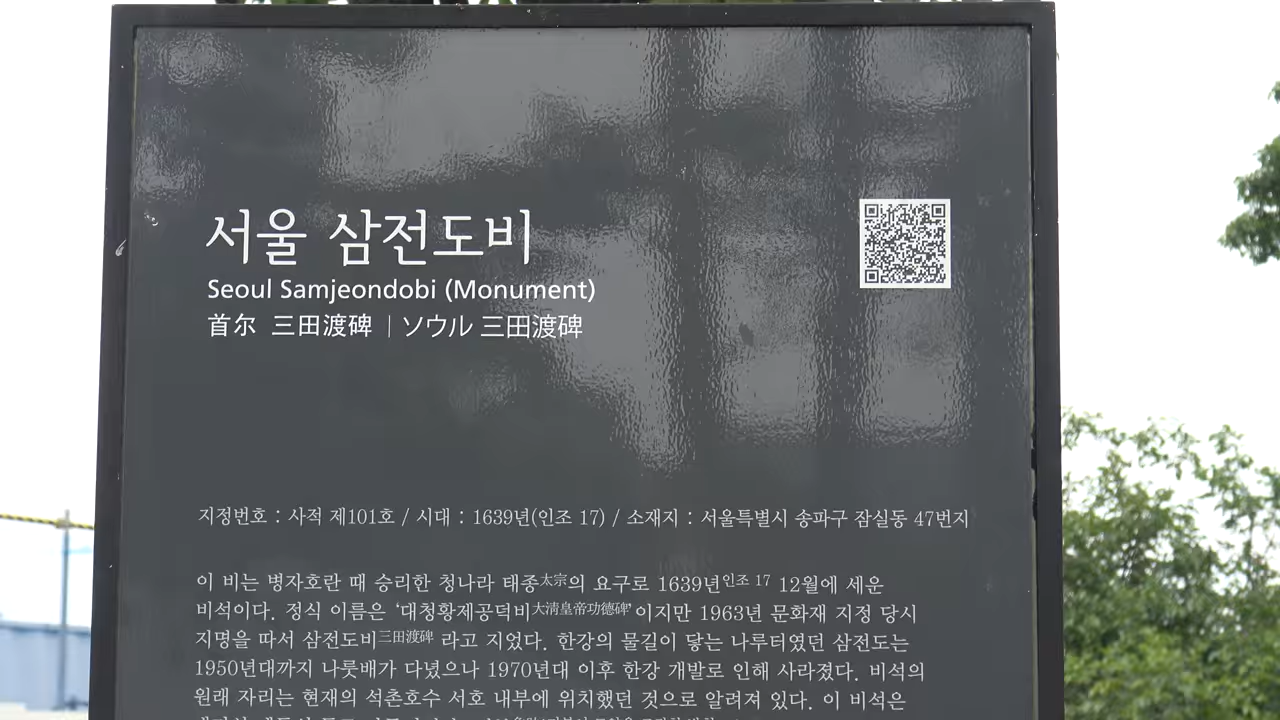 서울 삼전도비
Seoul Samjeondobi (Monument)
首尔 三田渡碑 | ソウル 三田渡碑
지정번호 : 사적 제101호 / 시대 : 1639년(인조 17) / 소재지 : 서울특별시 송파구 잠실동 47번지
이 비는 병자호란 때 승리한 청나라 태종太宗의 요구로 1639년인조 17 12월에 세운
비석이다. 정식 이름은 ‘대청황제공덕비大淸皇帝功德碑’이지만 1963년 문화재 지정 당시
지명을 따서 삼전도비三田渡碑 라고 지었다. 한강의 물길이 닿는 나루터였던 삼전도는
1950년대까지 나룻배가 다녔으나 1970년대 이후 한강 개발로 인해 사라졌다. 비석의
원래 자리는 현재의 석촌호수 서호 내부에 위치했던 것으로 알려져 있다. 이 비석은